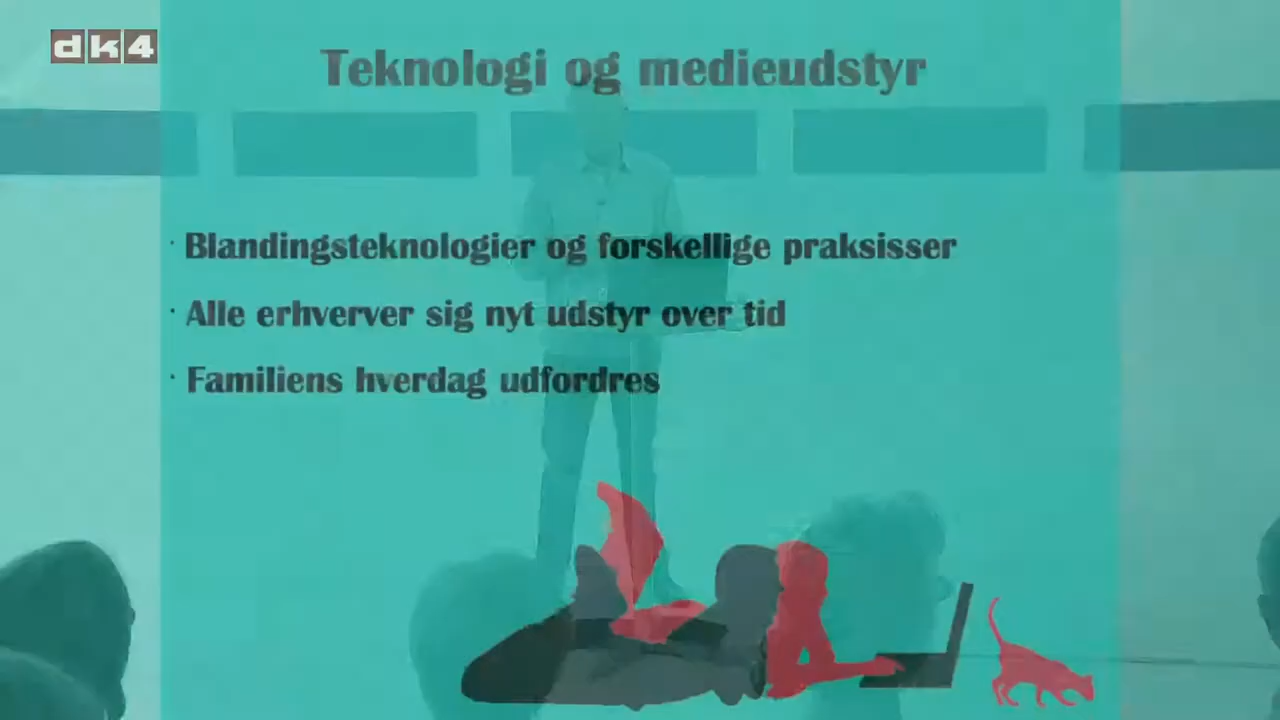 dk4
Teknologi og medieudstyr
· Blandingsteknologier og forskellige praksisser
· Alle erhverver sig nyt udstyr over tid
· Familiens hverdag udfordres